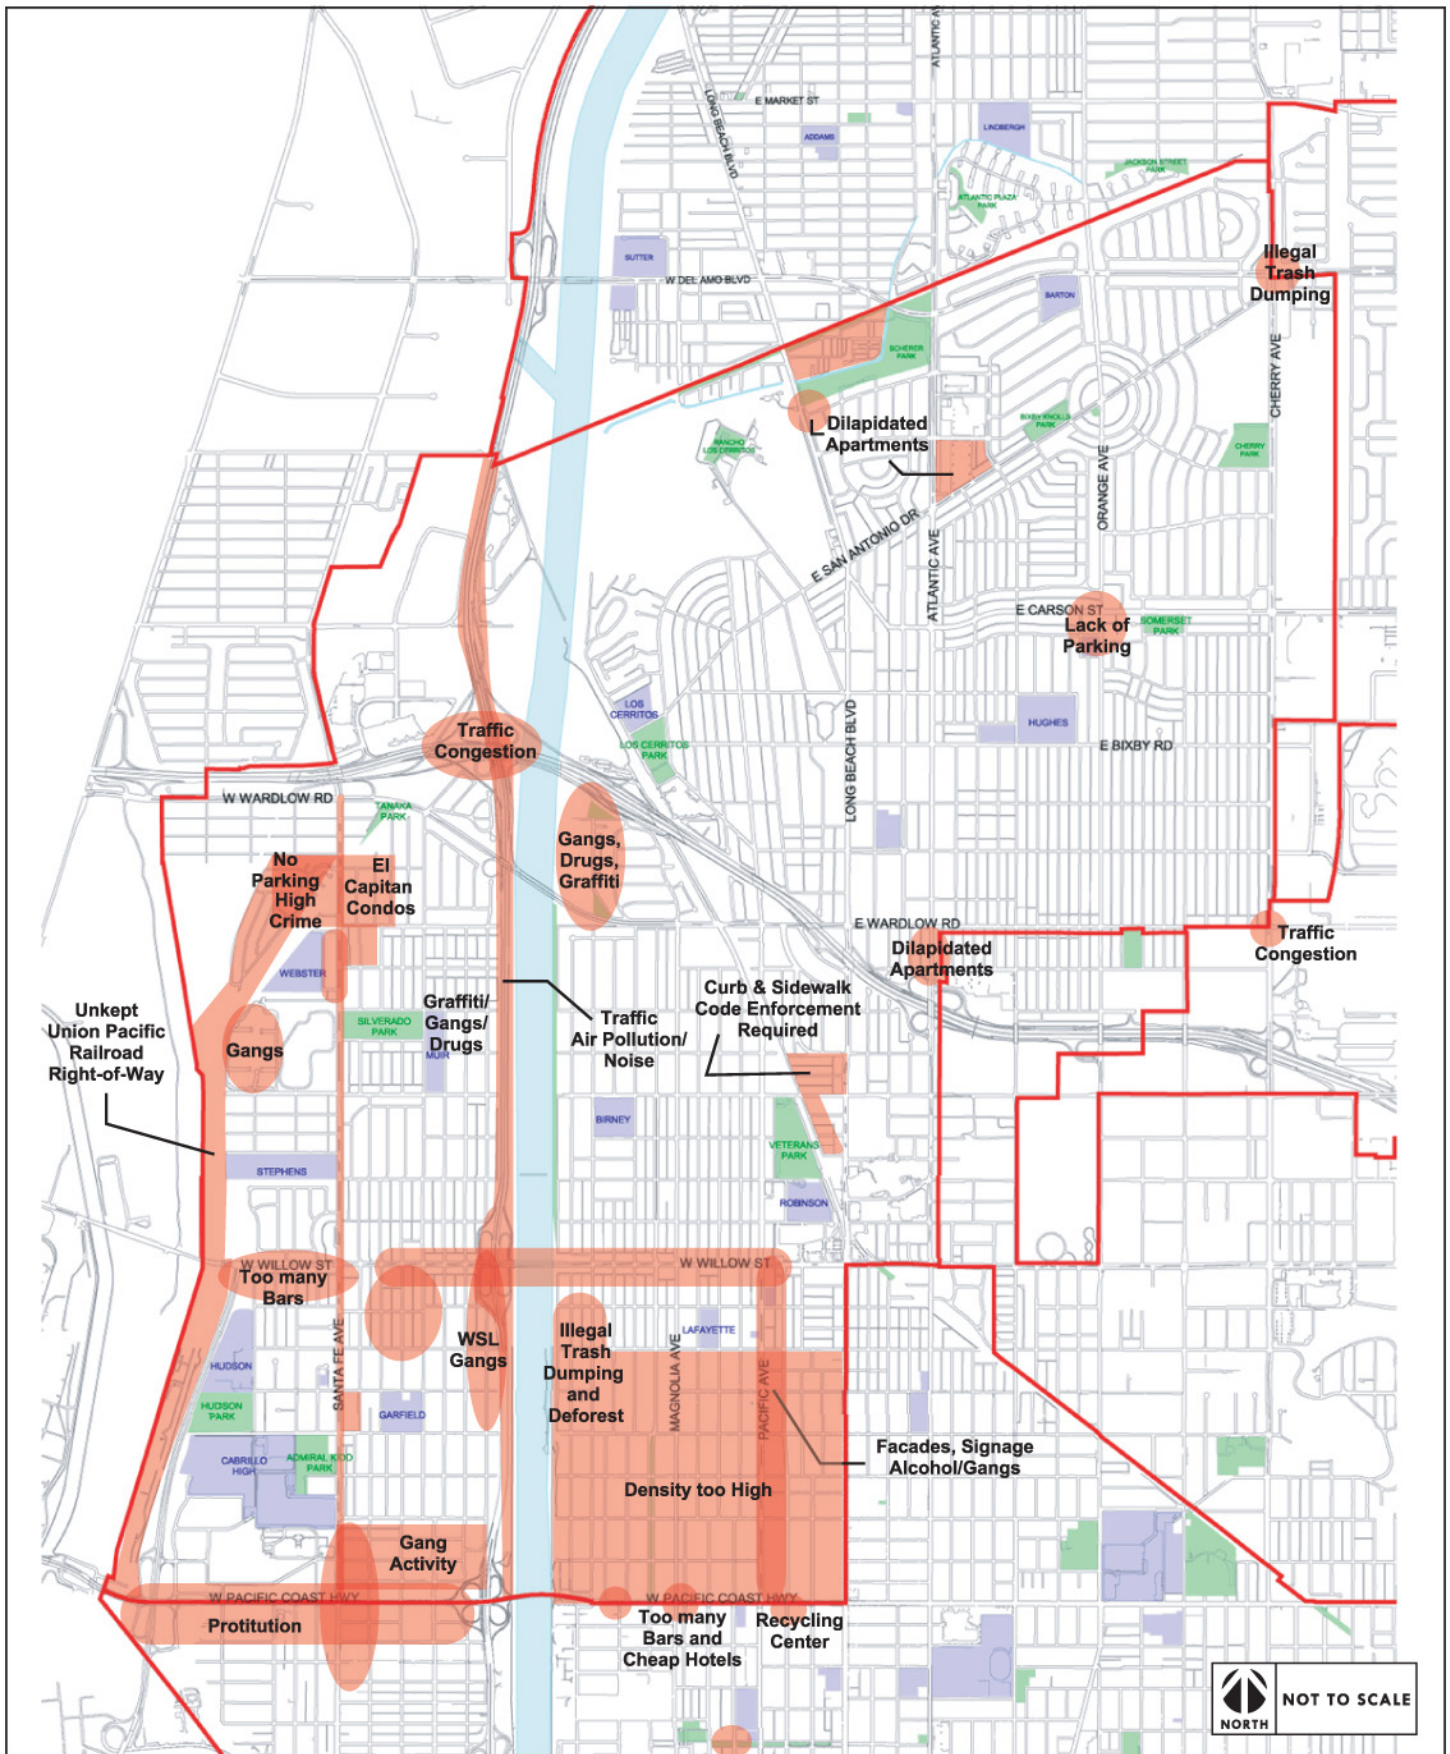 ATLANTIC AV
LONG BEACH BLVD
E MARKET ST
ADDAMS
LINDBERGH
JACKSON STREET
PARK
ATLANTIC PLAZA
PARK
SUTTER
W DEL AMO BLVD
BARTON
Illegal
Trash
Dumping
SCHERER
PARK
CHERRY AVE
Dilapidated
Apartments
BIXBY KNOLLS
PARK
RANCHO
LOS CERRITOS
CHERRY
PARK
ORANGE AVE
E SAN ANTONIO DR
ATLANTIC AVE
E CARSON ST
Lack of
Parking
SOMERSET
PARK
LOS
CERRITOS
LOS CERRITOS
PARK
HUGHES
E BIXBY RD
LONG BEACH BLVD
Traffic
Congestion
W WARDLOW RD
TANAKA
PARK
No
Parking
High
Crime
El
Capitan
Condos
Gangs,
Drugs,
Graffiti
E WARDLOW RD
Dilapidated
Apartments
Traffic
Congestion
WEBSTER
Curb & Sidewalk
Code Enforcement
Required
Unkept
Union Pacific
Railroad
Right-of-Way
Gangs
SILVERADO
PARK
Graffiti/
Gangs/
Drugs
MUIR
Traffic
Air Pollution/
Noise
BIRNEY
VETERANS
PARK
STEPHENS
ROBINSON
W WILLOW ST
Too many
Bars
W WILLOW ST
HUDSON
SANTA FE AVE
WSL
Gangs
Illegal
Trash
Dumping
and
Deforest
LAFAYETTE
MAGNOLIA AVE
PACIFIC AVE
HUDSON
PARK
GARFIELD
CABRILLO
HIGH
ADMIRAL KIDD
PARK
Facades, Signage
Alcohol/Gangs
Density too High
Gang
Activity
W PACIFIC COAST HWY
Protitution
W PACIFIC COAST HWY
Too many
Bars and
Cheap Hotels
Recycling
Center
NORTH
NOT TO SCALE